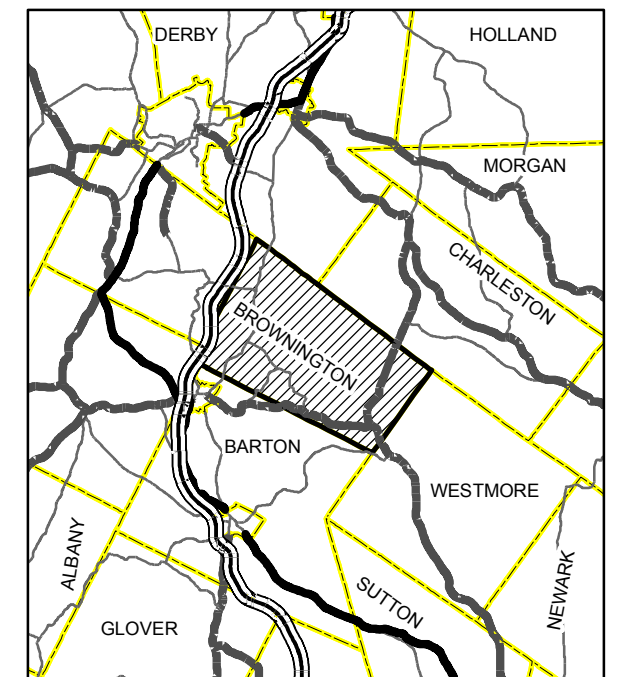 DERBY
HOLLAND
MORGAN
CHARLESTON
BROWNINGTON
BARTON
WESTMORE
ALBANY
NEWARK
SUTTON
GLOVER